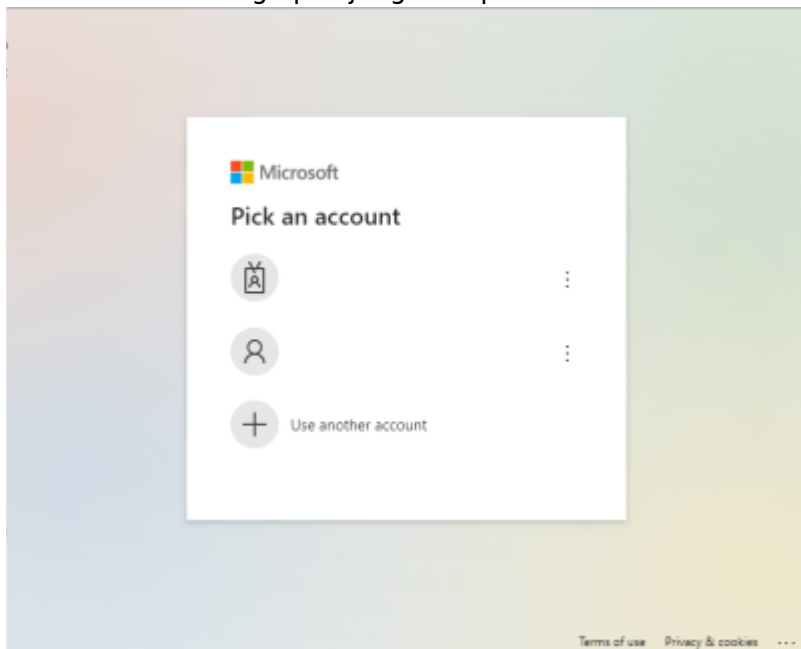 Microsoft
Pick an account
Use another account
Terms of use Privacy & cookies ...